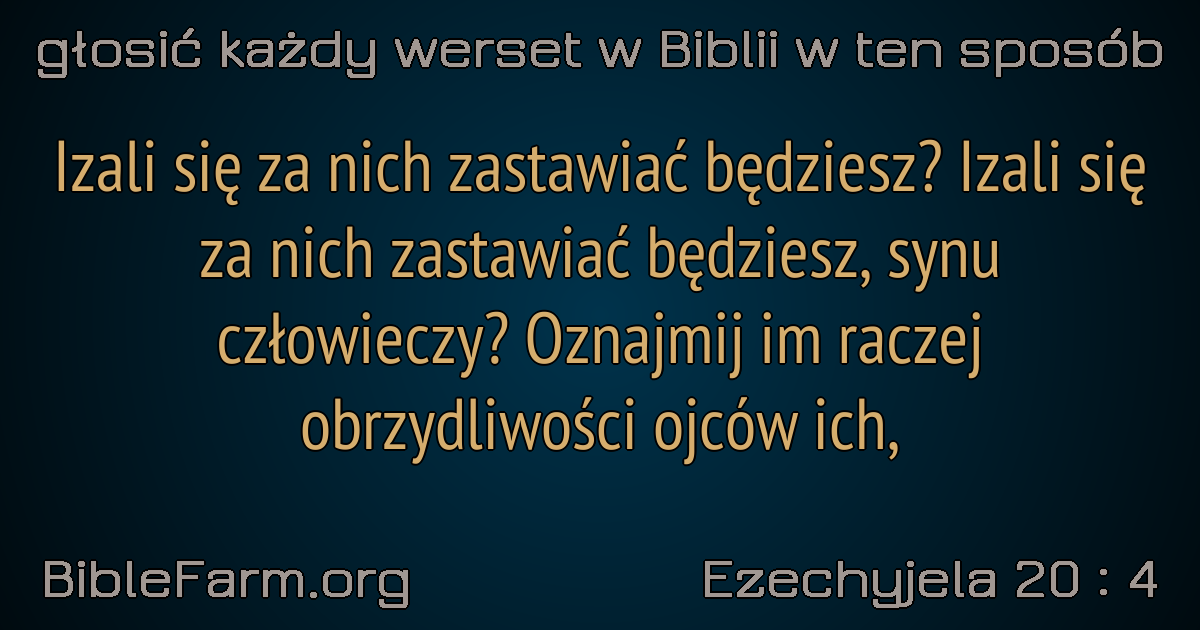 głosić każdy werset w Biblii w ten sposób
Izali się za nich zastawiać będziesz? Izali się
za nich zastawiać będziesz, synu
człowieczy? Oznajmij im raczej
obrzydliwości ojców ich,
BibleFarm.org
Ezechyjela 20 : 4